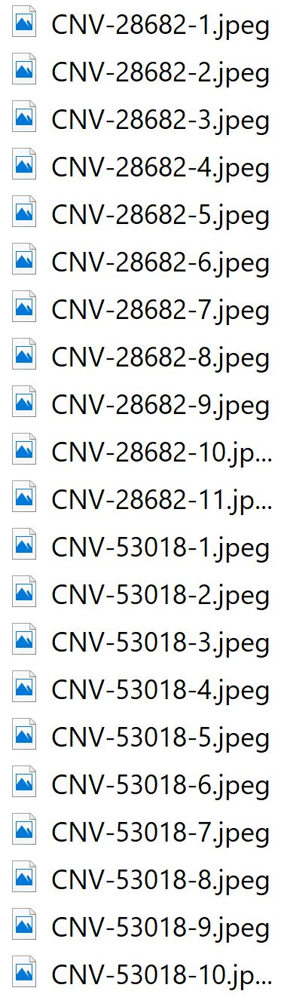 CNV-28682-1.jpeg
CNV-28682-2.jpeg
CNV-28682-3.jpeg
CNV-28682-4.jpeg
CNV-28682-5.jpeg
CNV-28682-6.jpeg
CNV-28682-7.jpeg
CNV-28682-8.jpeg
CNV-28682-9.jpeg
CNV-28682-10.jp...
CNV-28682-11.jp...
CNV-53018-1.jpeg
CNV-53018-2.jpeg
CNV-53018-3.jpeg
CNV-53018-4.jpeg
CNV-53018-5.jpeg
CNV-53018-6.jpeg
CNV-53018-7.jpeg
CNV-53018-8.jpeg
CNV-53018-9.jpeg
CNV-53018-10.jp...